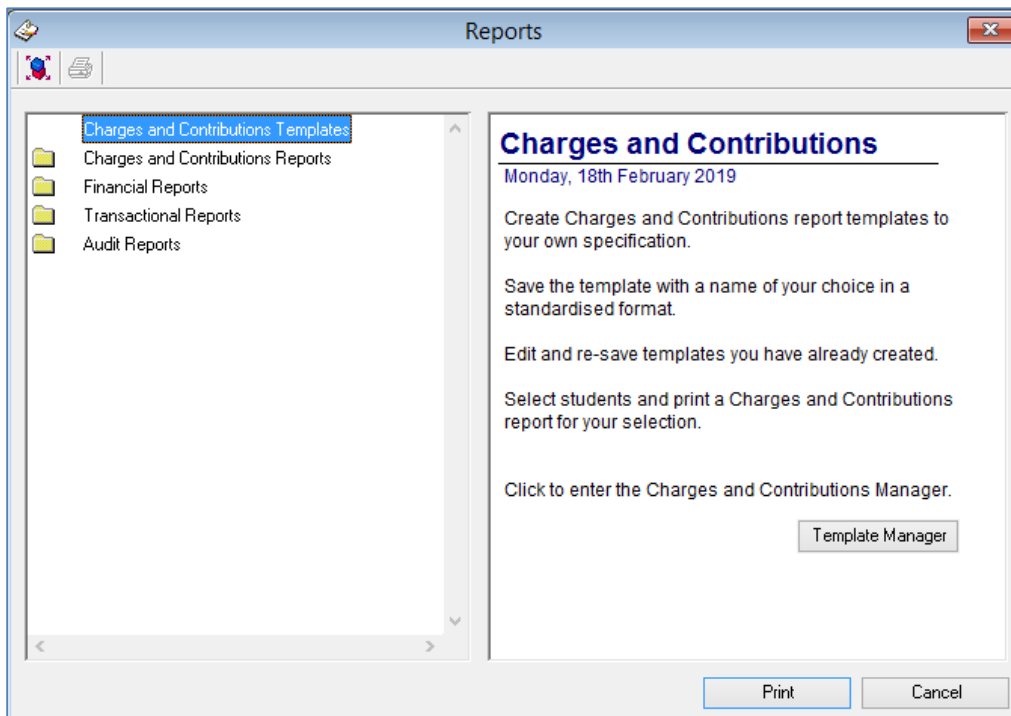 Reports
Charges and Contributions Templates
Charges and Contributions Reports
Financial Reports
Transactional Reports
Audit Reports
Charges and Contributions
Monday, 18th February 2019
Create Charges and Contributions report templates to
your own specification.
Save the template with a name of your choice in a
standardised format.
Edit and re-save templates you have already created.
Select students and print a Charges and Contributions
report for your selection.
Click to enter the Charges and Contributions Manager.
Template Manager
Print
Cancel